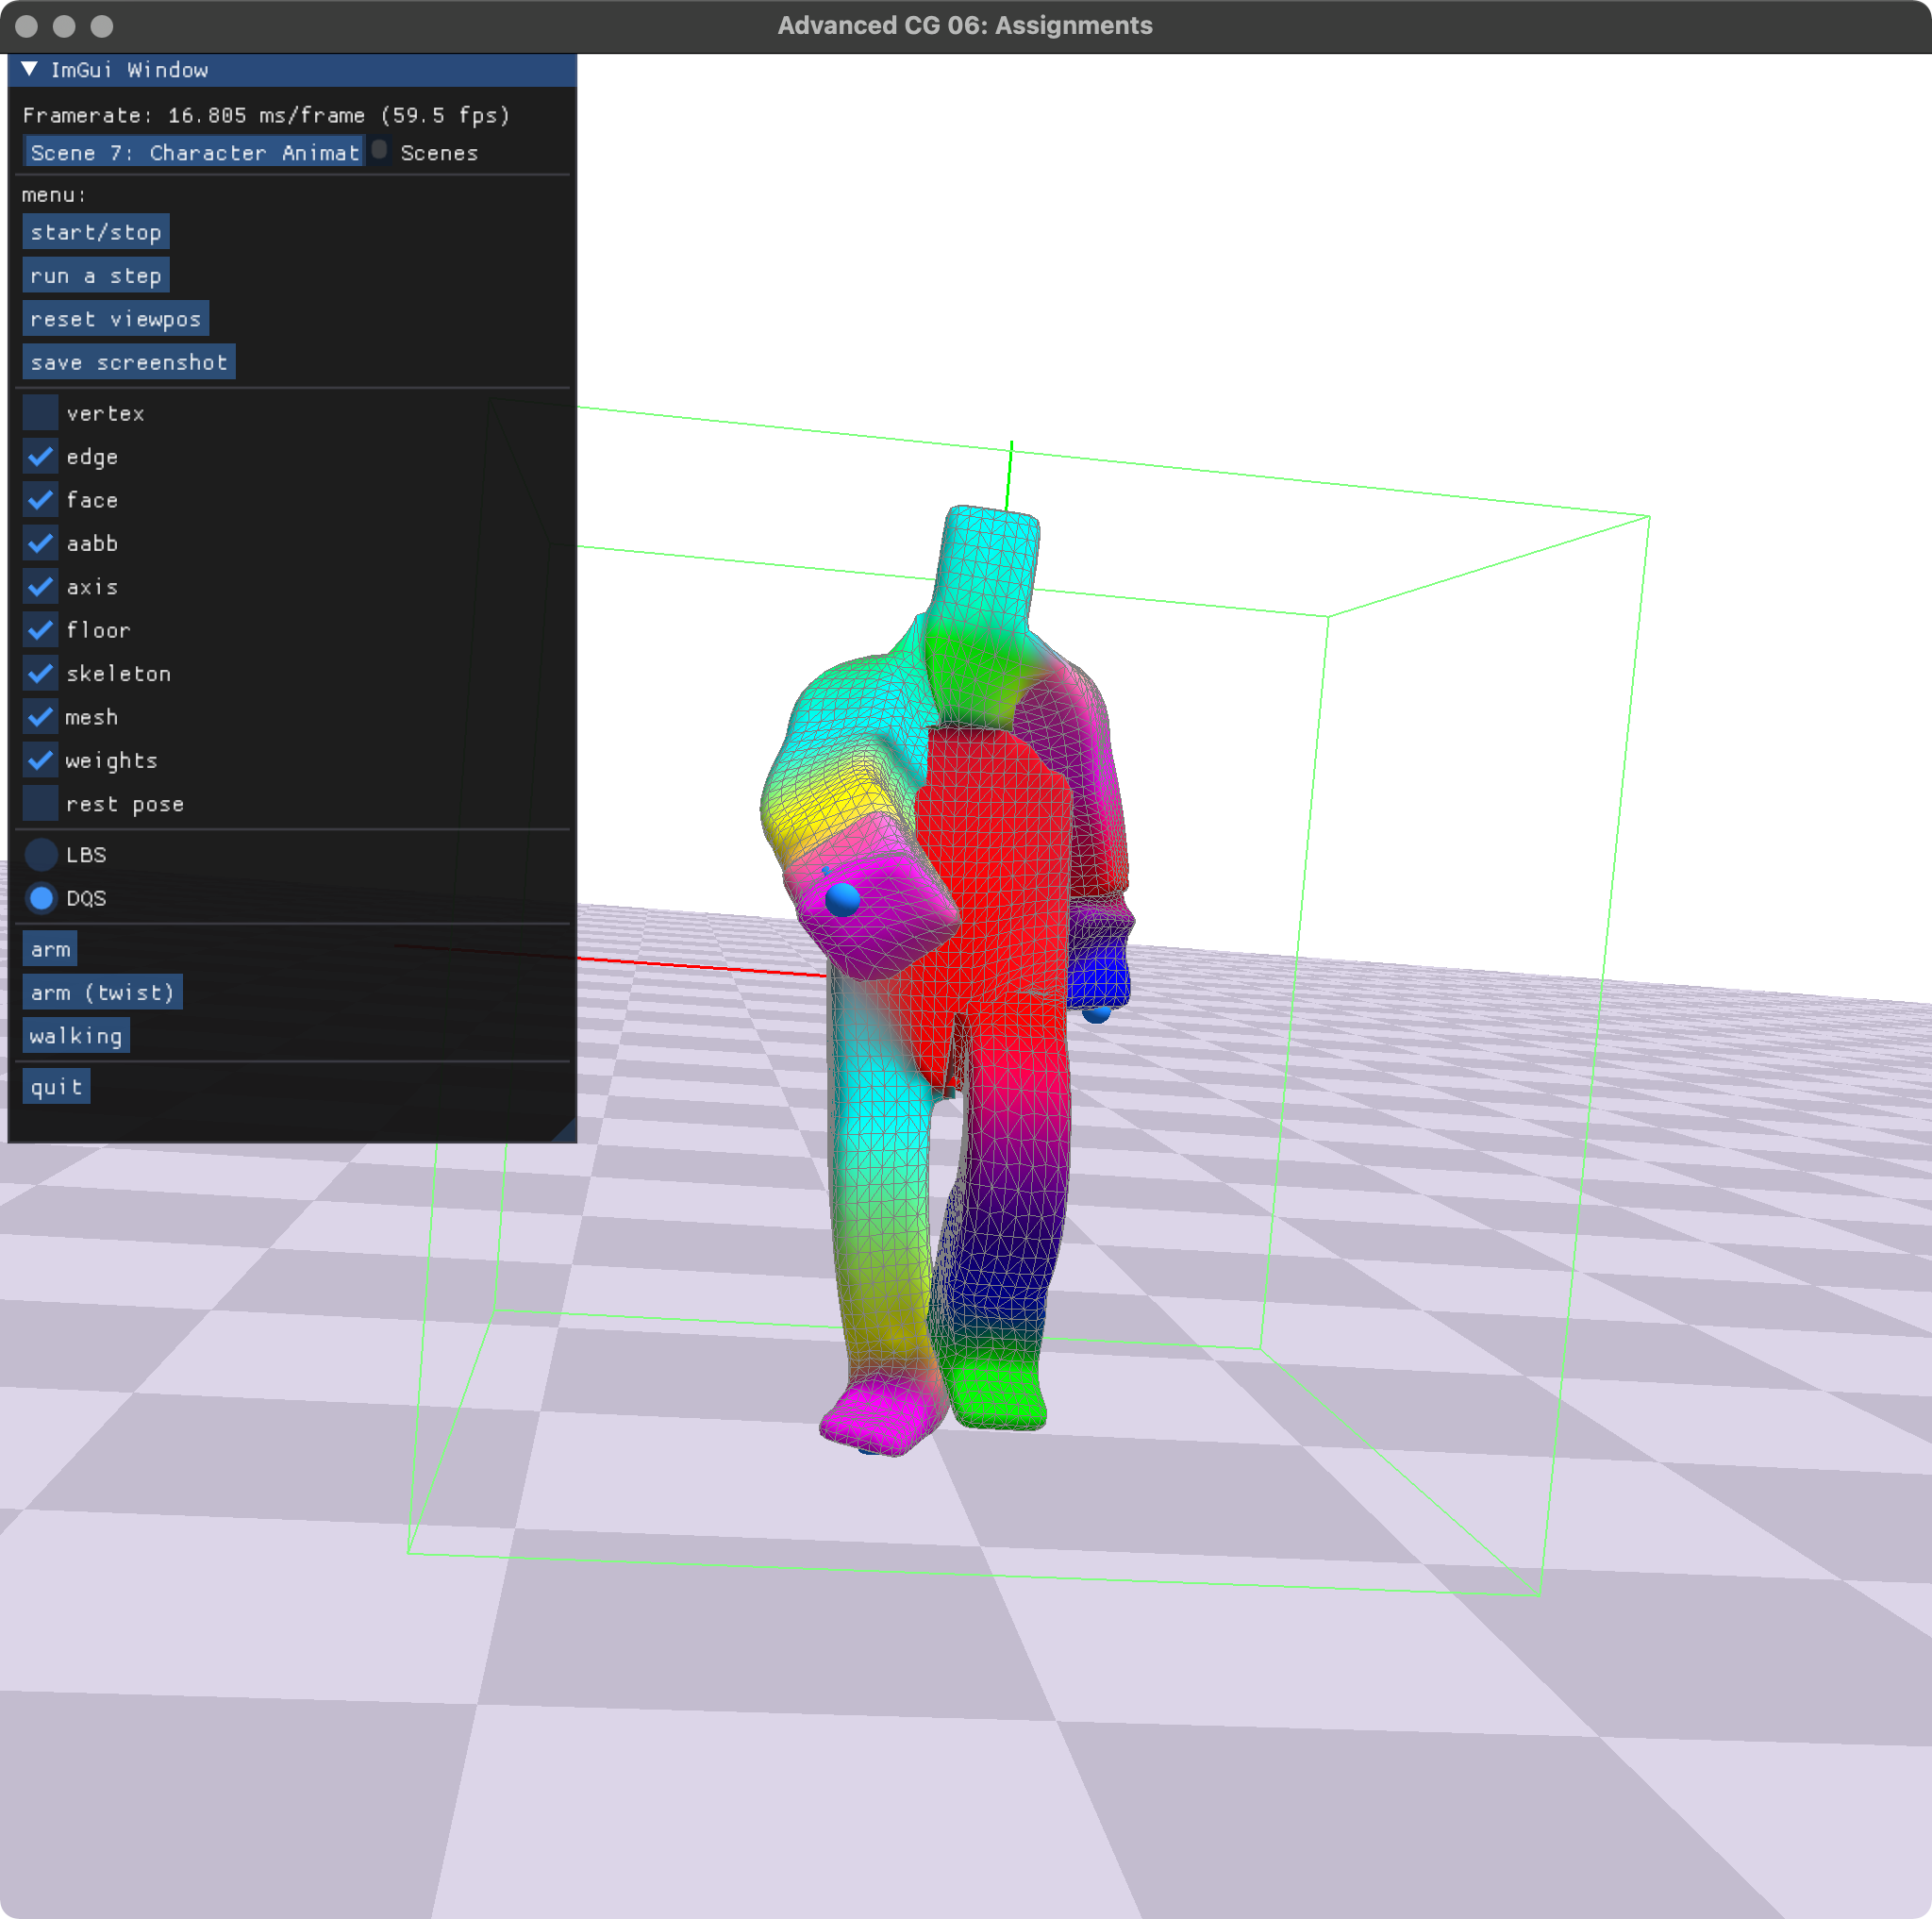 Advanced CG 06: Assignments
ImGui Window
Framerate: 16.805 ms/frame (59.5 fps)
Scene 7: Character Animat Scenes
menu:
start/stop
run a step
reset viewpos
save screenshot
vertex
edge
face
aabb
axis
floor
skeleton
mesh
weights
rest pose
LBS
DQS
arm
arm (twist)
walking
quit